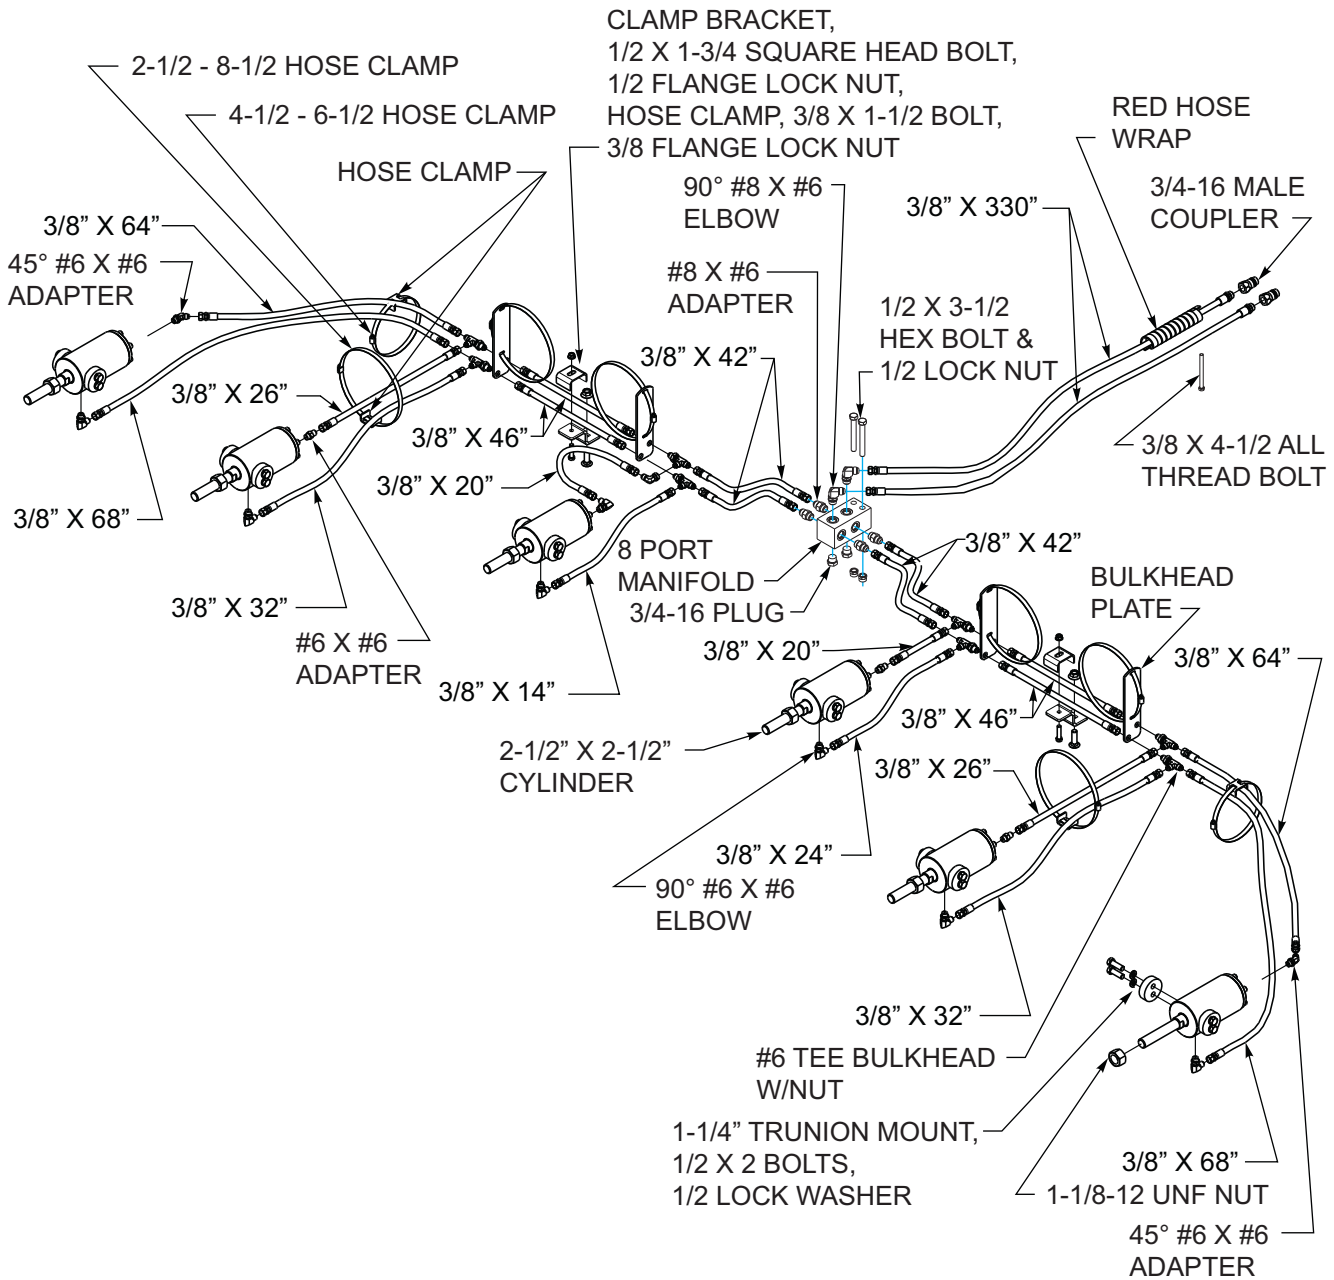 CLAMP BRACKET,
1/2 X 1-3/4 SQUARE HEAD BOLT,
1/2 FLANGE LOCK NUT,
HOSE CLAMP, 3/8 X 1-1/2 BOLT,
3/8 FLANGE LOCK NUT
2-1/2 - 8-1/2 HOSE CLAMP
4-1/2 - 6-1/2 HOSE CLAMP
HOSE CLAMP
RED HOSE
WRAP
90° #8 X #6
ELBOW
3/8” X 330”
3/4-16 MALE
COUPLER
3/8” X 64”
45° #6 X #6
ADAPTER
#8 X #6
ADAPTER
1/2 X 3-1/2
HEX BOLT &
1/2 LOCK NUT
3/8” X 42”
3/8” X 26”
3/8” X 46”
3/8 X 4-1/2 ALL
THREAD BOLT
3/8” X 20”
3/8” X 68”
8 PORT
MANIFOLD
3/8” X 42”
3/4-16 PLUG
BULKHEAD
PLATE
3/8” X 32”
#6 X #6
ADAPTER
3/8” X 20”
3/8” X 64”
3/8” X 14”
3/8” X 46”
2-1/2” X 2-1/2”
CYLINDER
3/8” X 26”
3/8” X 24”
90° #6 X #6
ELBOW
3/8” X 32”
#6 TEE BULKHEAD
W/NUT
1-1/4” TRUNION MOUNT,
1/2 X 2 BOLTS,
1/2 LOCK WASHER
3/8” X 68”
1-1/8-12 UNF NUT
45° #6 X #6
ADAPTER